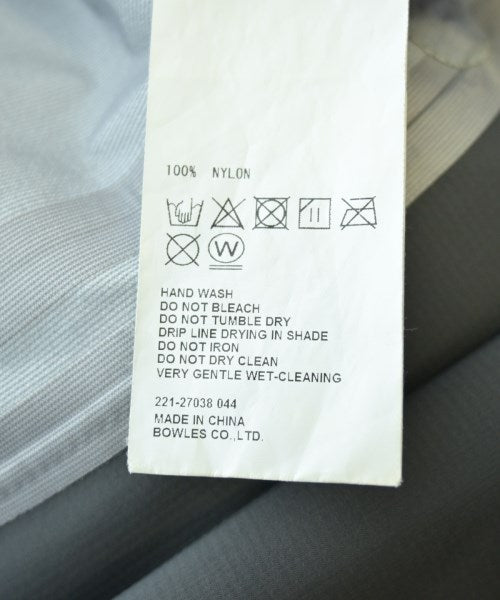 100% NYLON
W
HAND WASH
DO NOT BLEACH
DO NOT TUMBLE DRY
DRIP LINE DRYING IN SHADE
DO NOT IRON
DO NOT DRY CLEAN
VERY GENTLE WET-CLEANING
221-27038 044
MADE IN CHINA
BOWLES CO.,LTD.